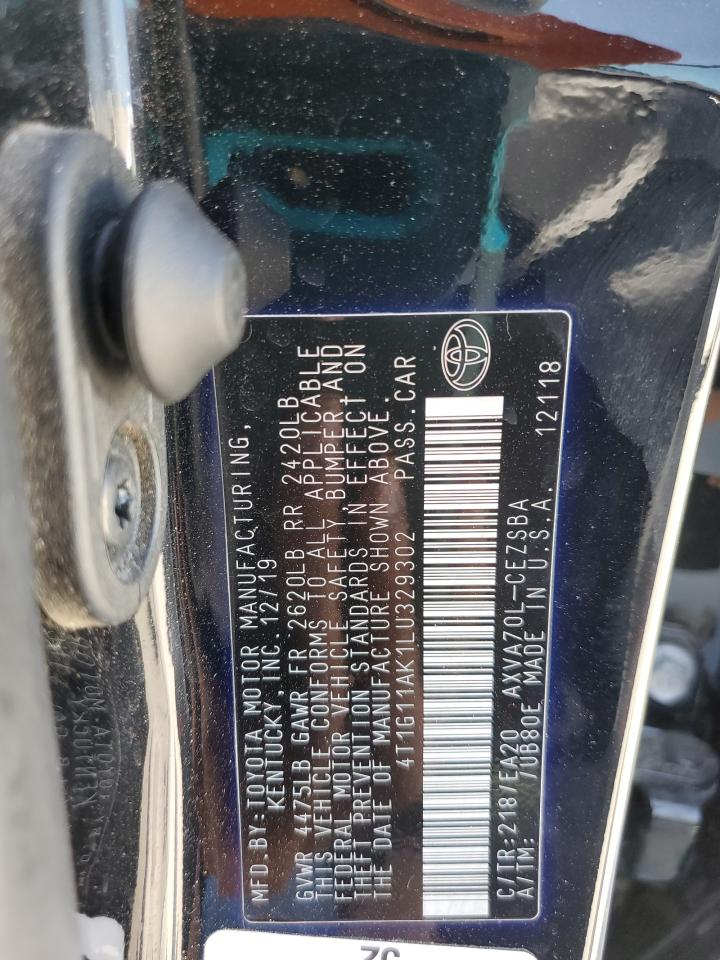 MFD.BY:TOYOTA MOTOR MANUFACTURING,
KENTUCKY, INC. 12/19
GVWR 4475LB GAWR FR 2620LB RR 2420LB
THIS VEHICLE CONFORMS TO ALL APPLICABLE
FEDERAL MOTOR VEHICLE SAFETY, BUMPER AND
THEFT PREVENTION STANDARDS IN EFFECT ON
THE DATE OF MANUFACTURE SHOWN ABOVE.
4T1G11AK1LU329302 PASS.CAR
C/TR:218/EA20 AXVA70L-CEZSBA
A/TM: /UB80E MADE IN U.S.A. 12118